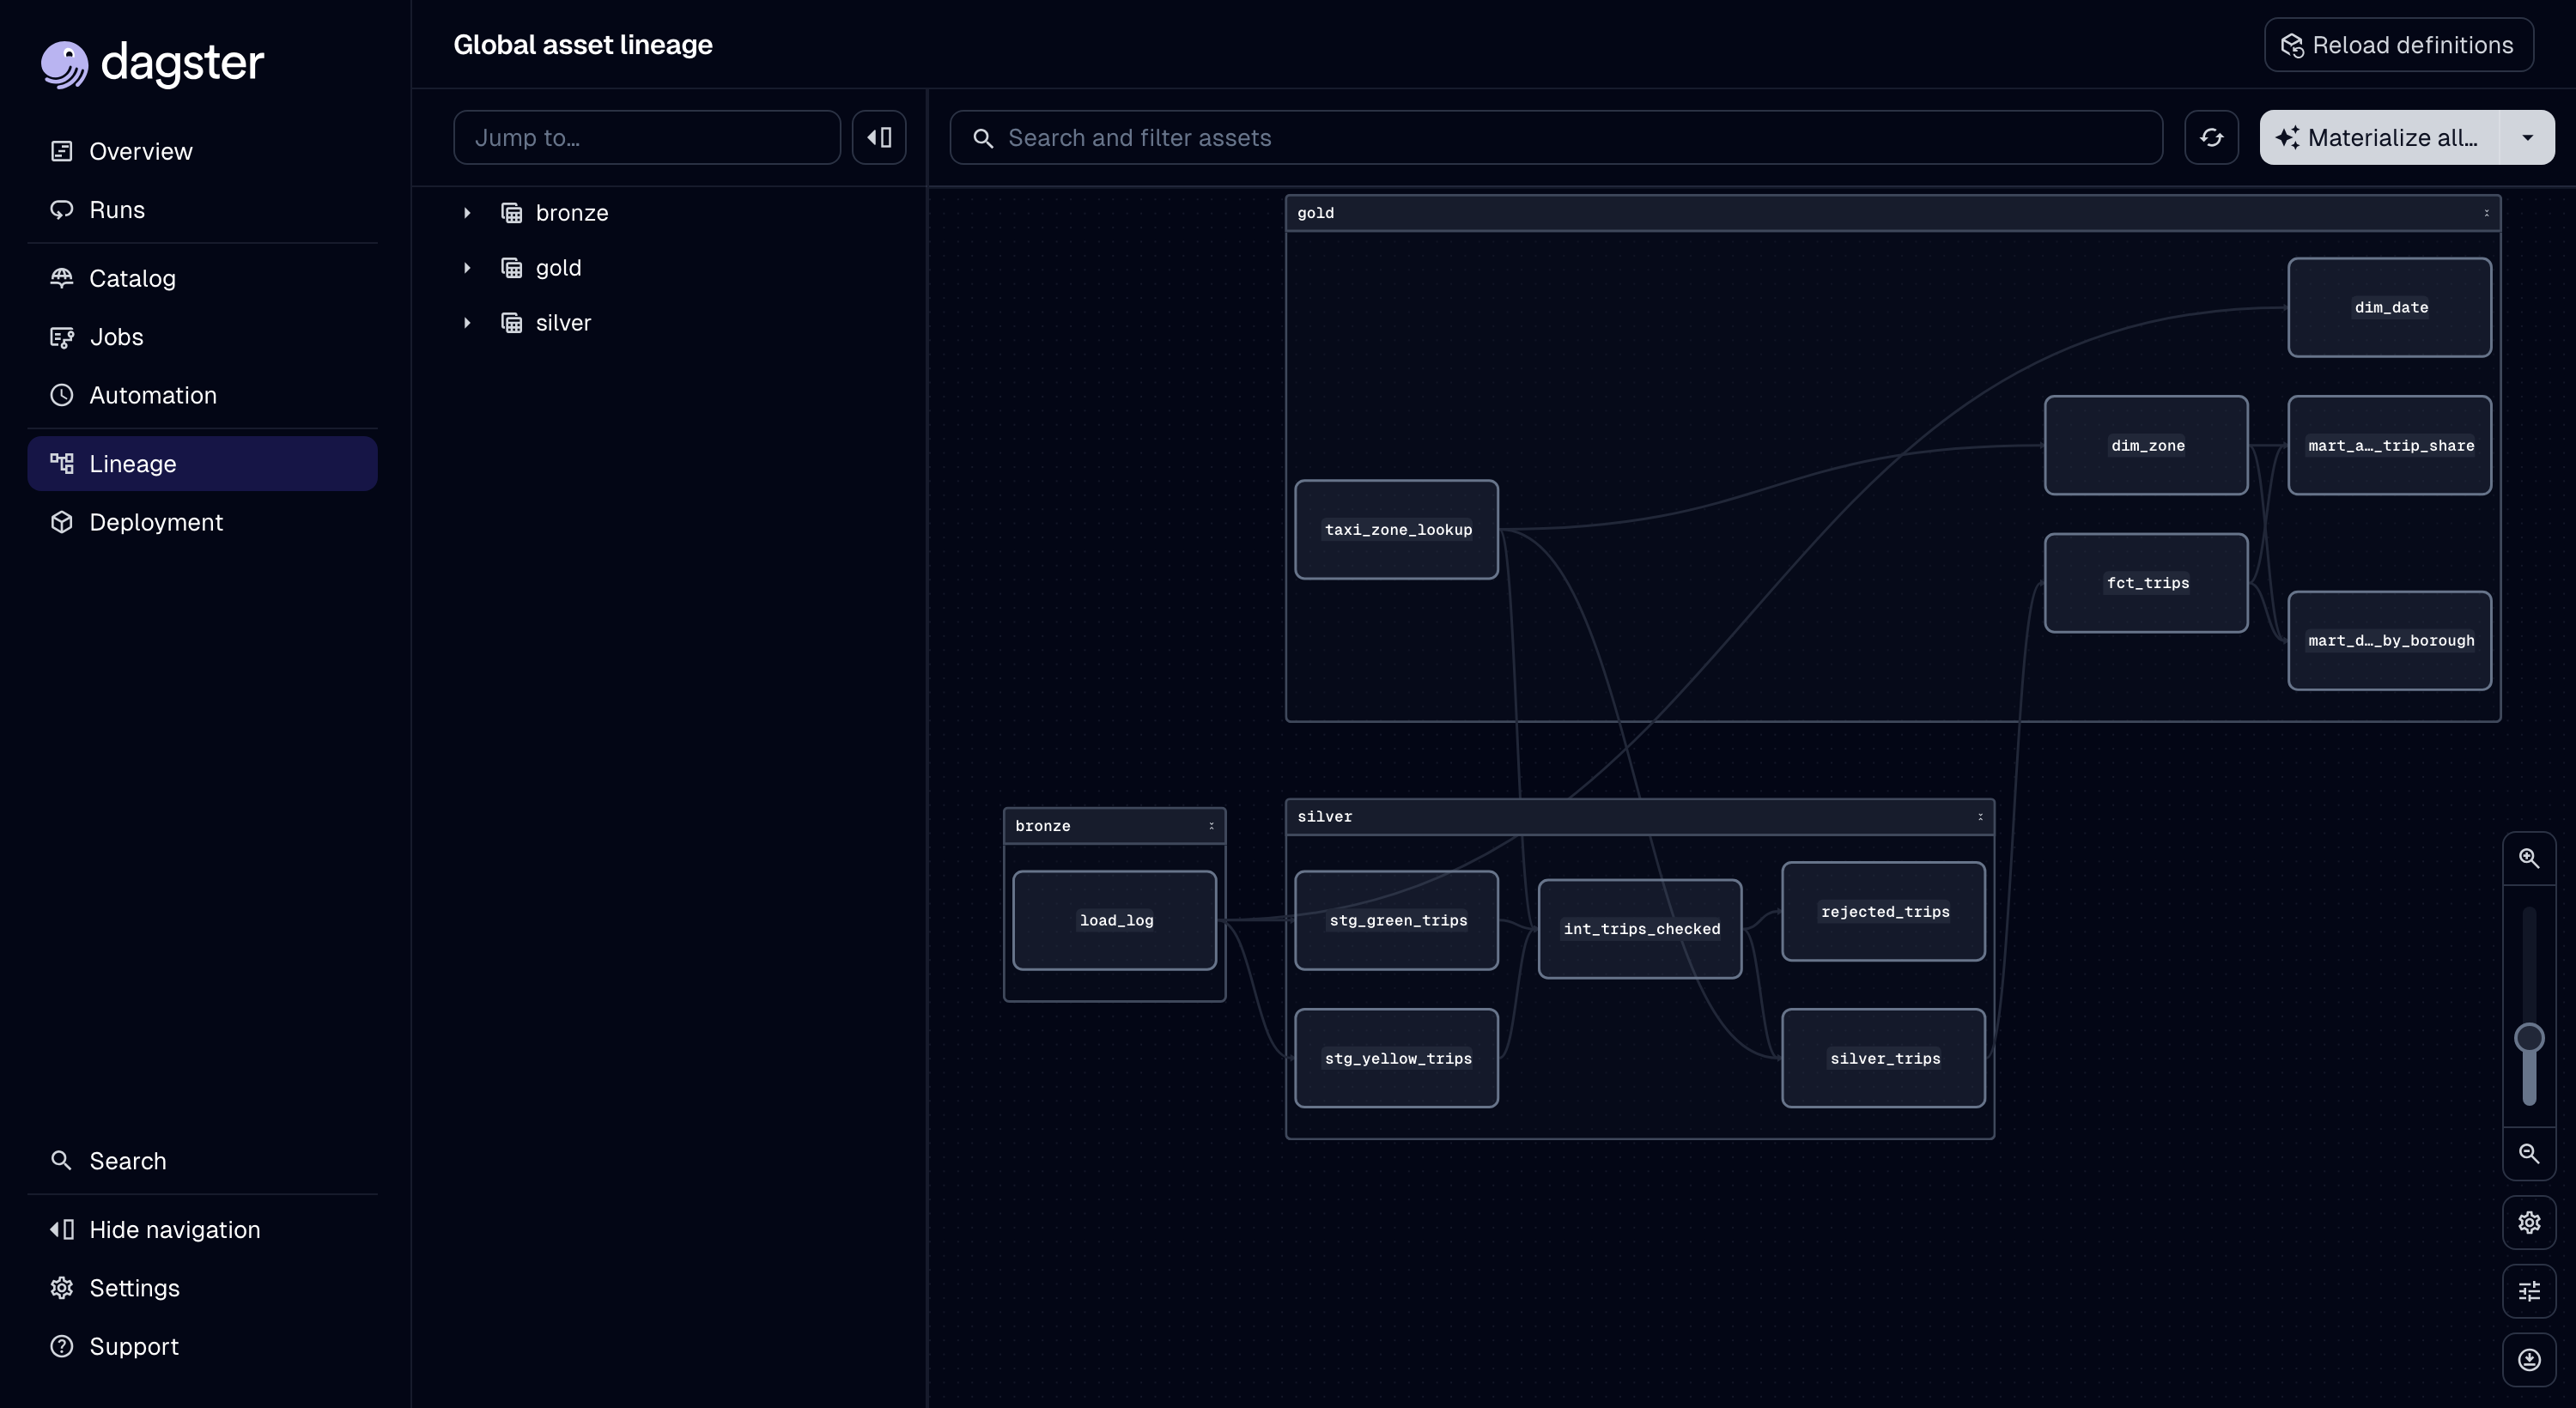 dagster
Overview
Runs
Catalog
Jobs
Automation
Lineage
Deployment
Search
Hide navigation
Settings
Support
Global asset lineage
Reload definitions
Jump to…
Search and filter assets
Materialize all…
bronze
gold
silver
gold
dim_date
dim_zone
mart_a…_trip_share
taxi_zone_lookup
fct_trips
mart_d…_by_borough
bronze
load_log
silver
stg_green_trips
int_trips_checked
rejected_trips
stg_yellow_trips
silver_trips